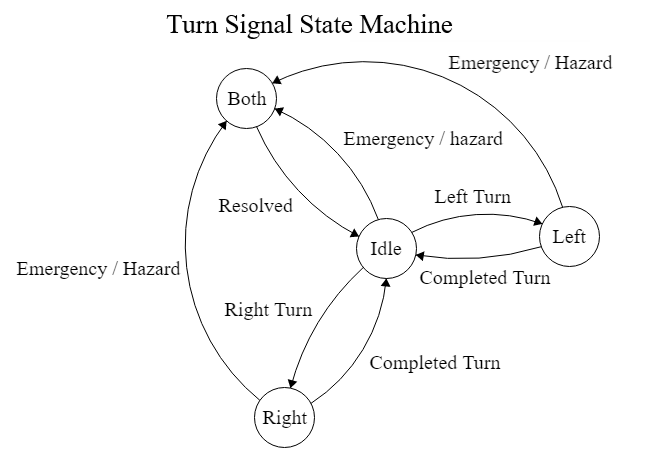 Turn Signal State Machine
Emergency / Hazard
Both
Emergency / hazard
Resolved
Left Turn
Idle
Left
Emergency / Hazard
Completed Turn
Right Turn
Completed Turn
Right